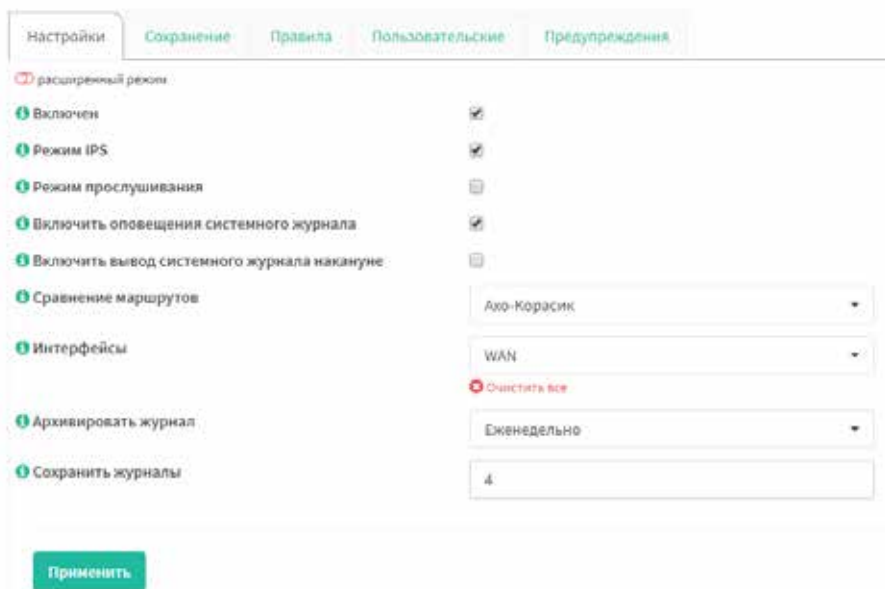 Настройки Сохранение Правила Пользовательские Предупреждения
расширенный режим
Включен
Режим IPS
Режим прослушивания
Включить оповещения системного журнала
Включить вывод системного журнала накануне
Сравнение маршрутов Ахо-Корасик
Интерфейсы WAN
Очистить все
Архивировать журнал Еженедельно
Сохранить журналы 4
Применить